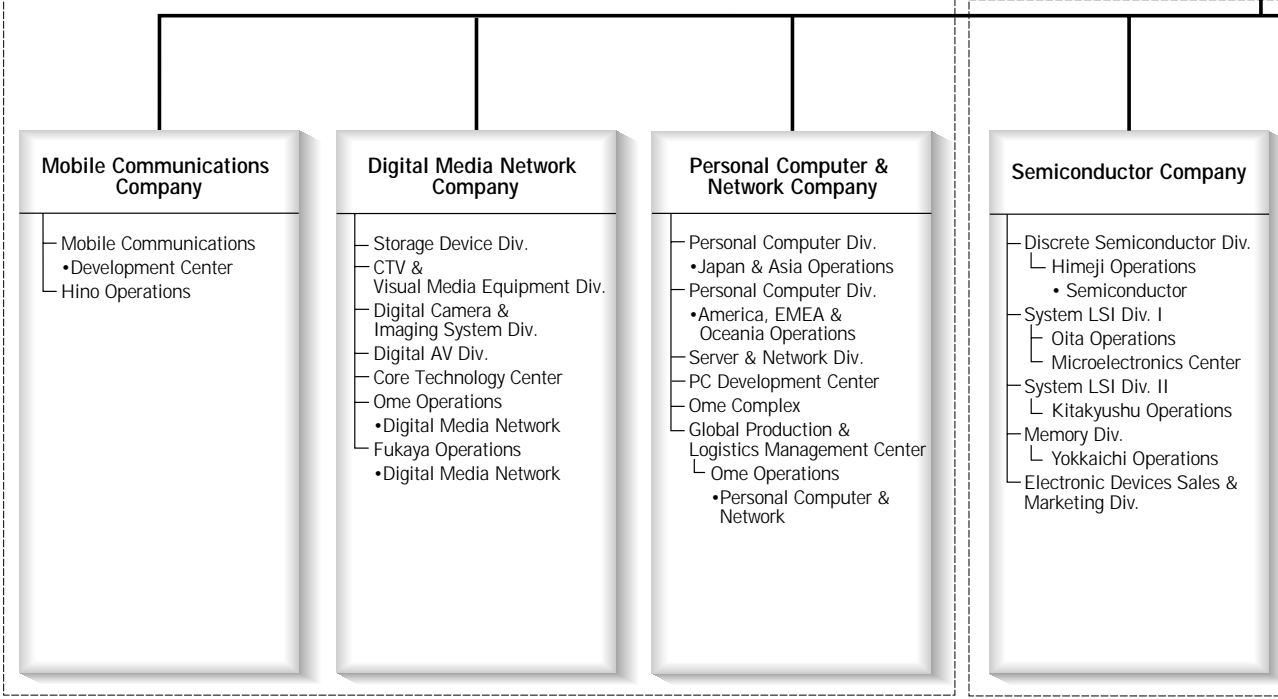 Mobile Communications
Company
Mobile Communications
•Development Center
Hino Operations
Digital Media Network
Company
Storage Device Div.
CTV &
Visual Media Equipment Div.
Digital Camera &
Imaging System Div.
Digital AV Div.
Core Technology Center
Ome Operations
•Digital Media Network
Fukaya Operations
•Digital Media Network
Personal Computer &
Network Company
Personal Computer Div.
•Japan & Asia Operations
Personal Computer Div.
•America, EMEA &
Oceania Operations
Server & Network Div.
PC Development Center
Ome Complex
Global Production &
Logistics Management Center
Ome Operations
•Personal Computer &
Network
Semiconductor Company
Discrete Semiconductor Div.
Himeji Operations
• Semiconductor
System LSI Div. I
Oita Operations
Microelectronics Center
System LSI Div. II
Kitakyushu Operations
Memory Div.
Yokkaichi Operations
Electronic Devices Sales &
Marketing Div.